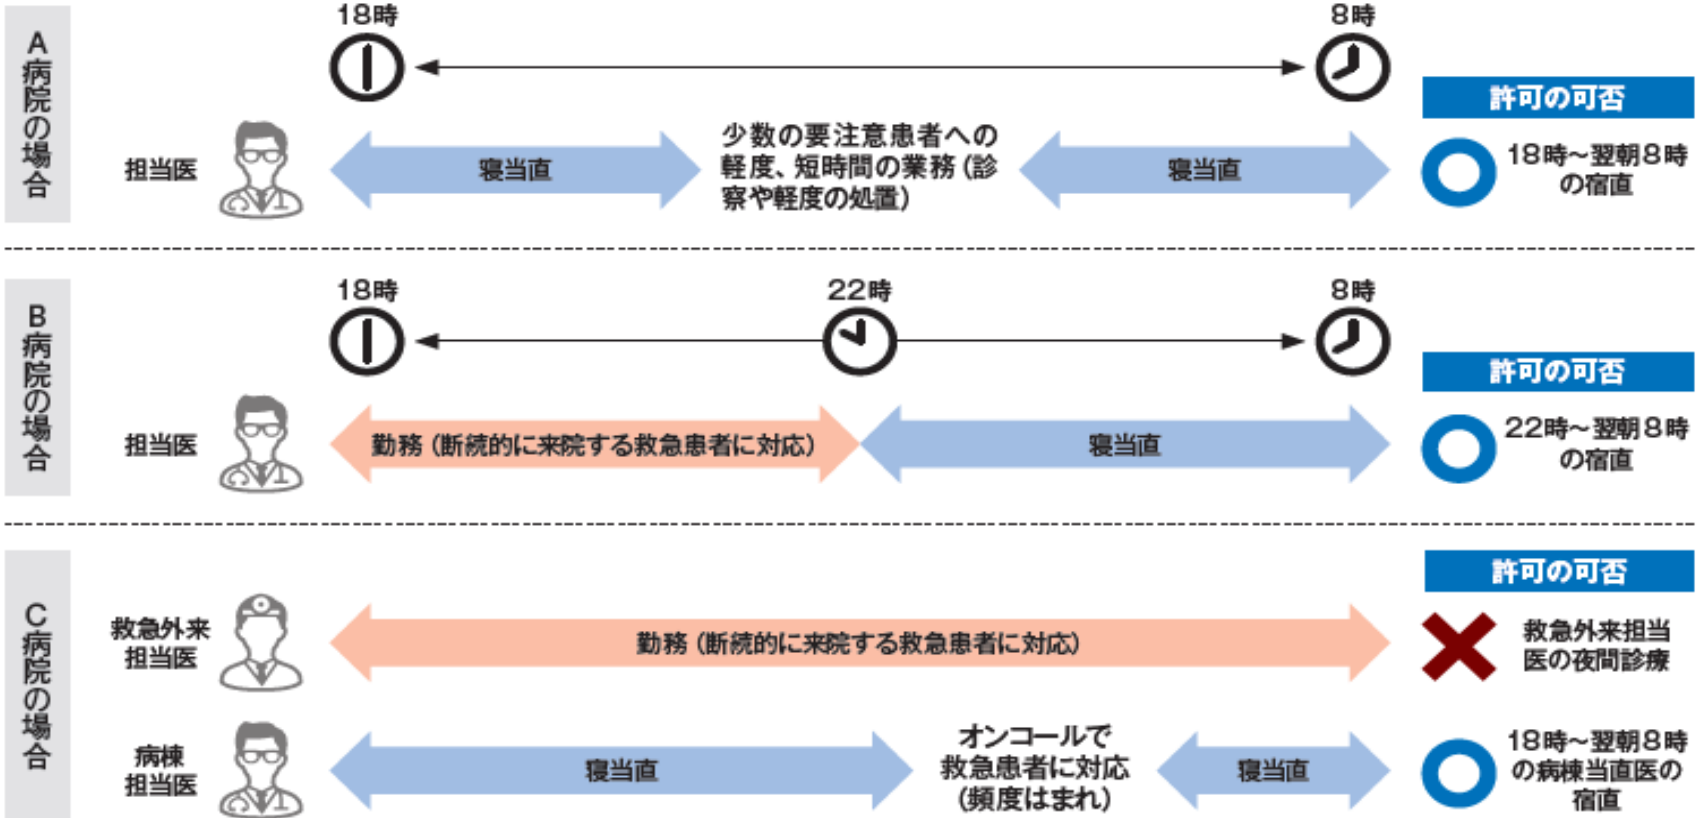 A病院の場合
18時
8時
担当医
寝当直
少数の要注意患者への
軽度、短時間の業務（診
察や軽度の処置）
寝当直
許可の可否
18時～翌朝8時
の宿直
B病院の場合
18時
22時
8時
担当医
勤務（断続的に来院する救急患者に対応）
寝当直
許可の可否
22時～翌朝8時
の宿直
C病院の場合
救急外来
担当医
勤務（断続的に来院する救急患者に対応）
許可の可否
救急外来担当
医の夜間診療
病棟
担当医
寝当直
オンコールで
救急患者に対応
（頻度はまれ）
寝当直
18時～翌朝8時
の病棟当直医の
宿直